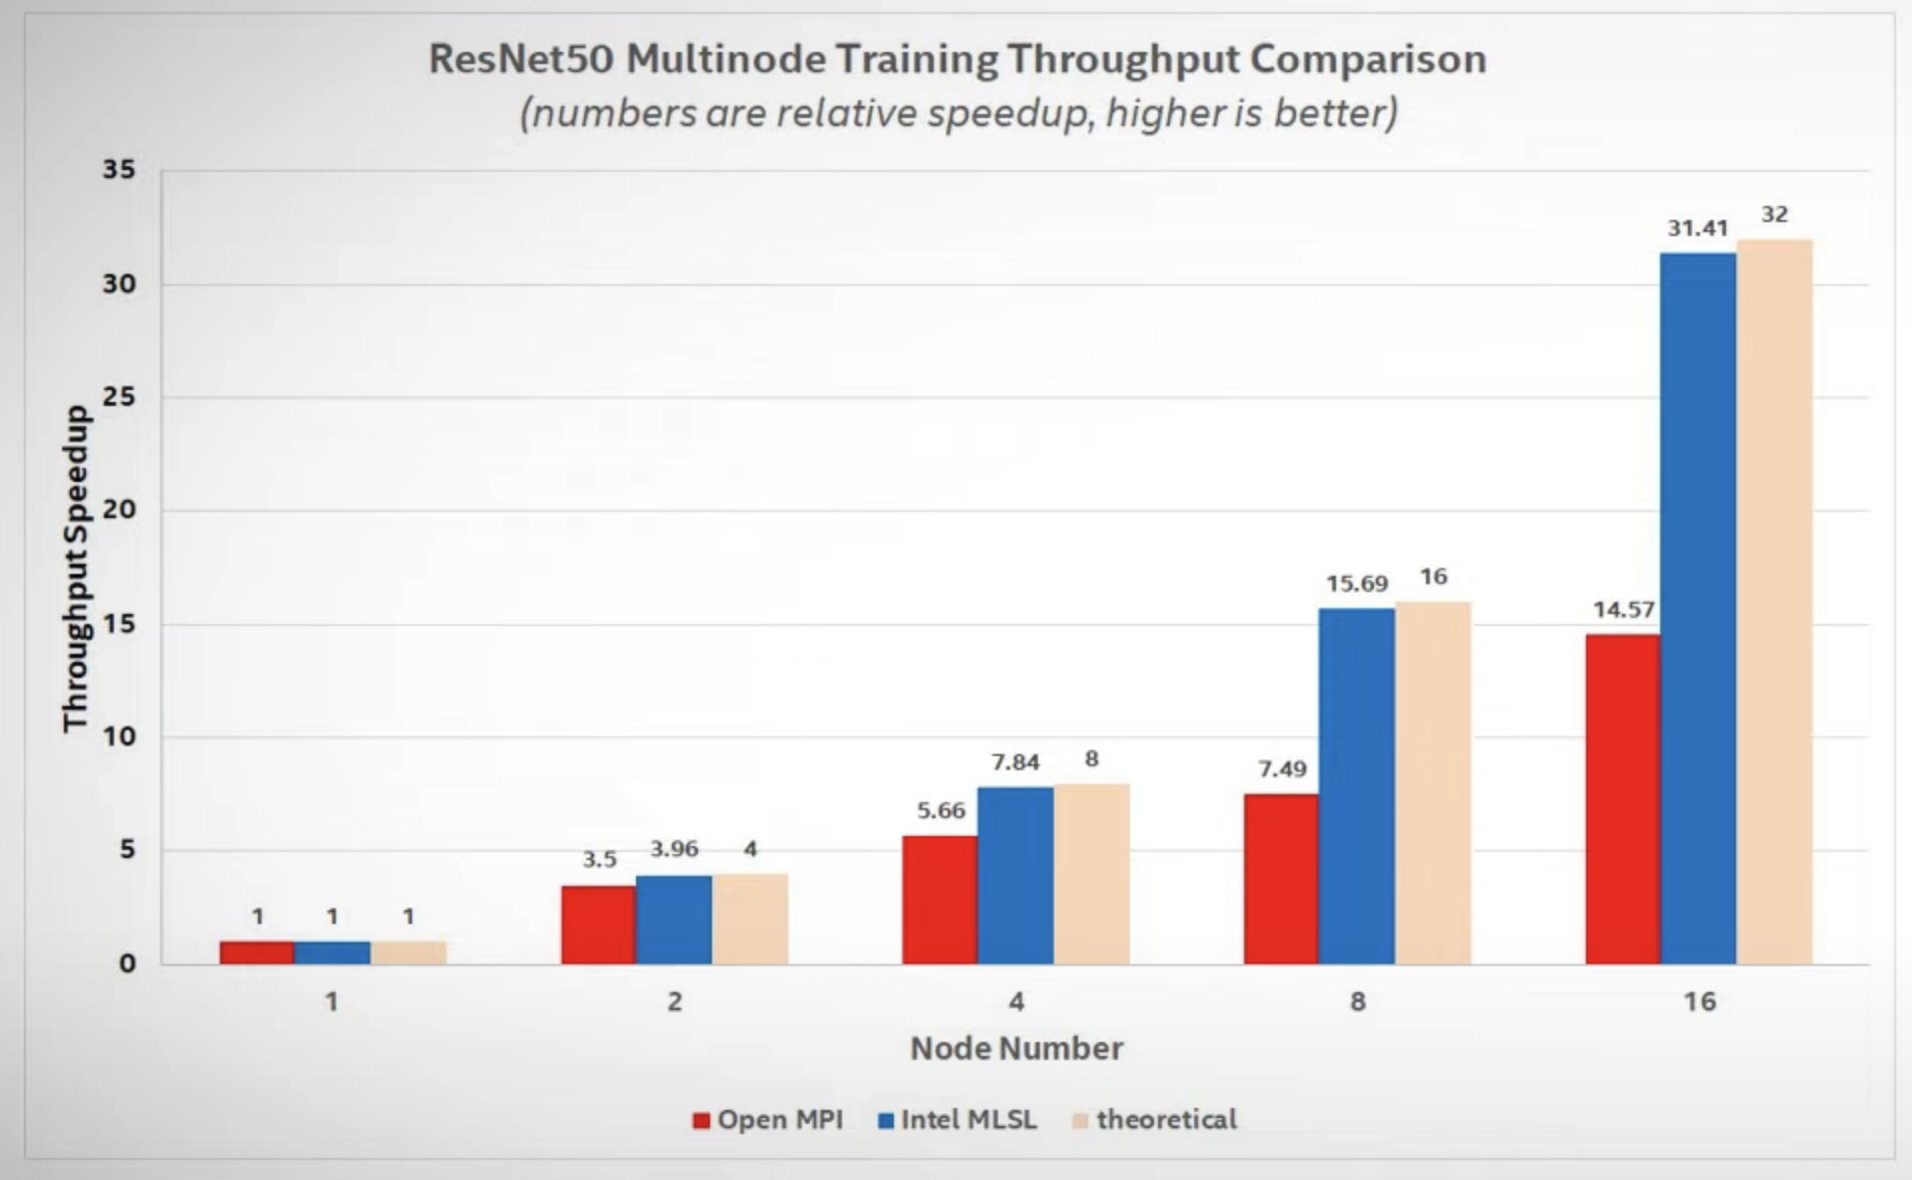 ResNet50 Multinode Training Throughput Comparison
(numbers are relative speedup, higher is better)
Throughput Speedup
35
30
25
20
15
10
5
0
1 1 1
3.5 3.96 4
5.66 7.84 8
7.49 15.69 16
14.57 31.41 32
1 2 4 8 16
Node Number
Open MPI Intel MLSL theoretical